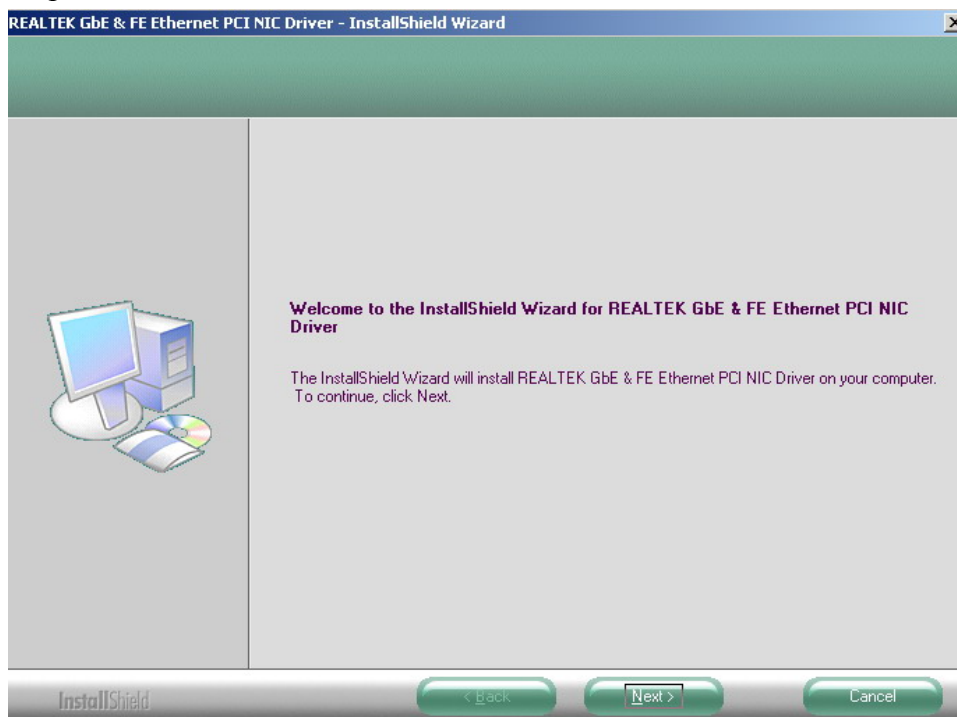 REALTEK GbE & FE Ethernet PCI NIC Driver - InstallShield Wizard
Welcome to the InstallShield Wizard for REALTEK GbE & FE Ethernet PCI NIC
Driver
The InstallShield Wizard will install REALTEK GbE & FE Ethernet PCI NIC Driver on your computer.
To continue, click Next.
InstallShield
< Back
Next >
Cancel